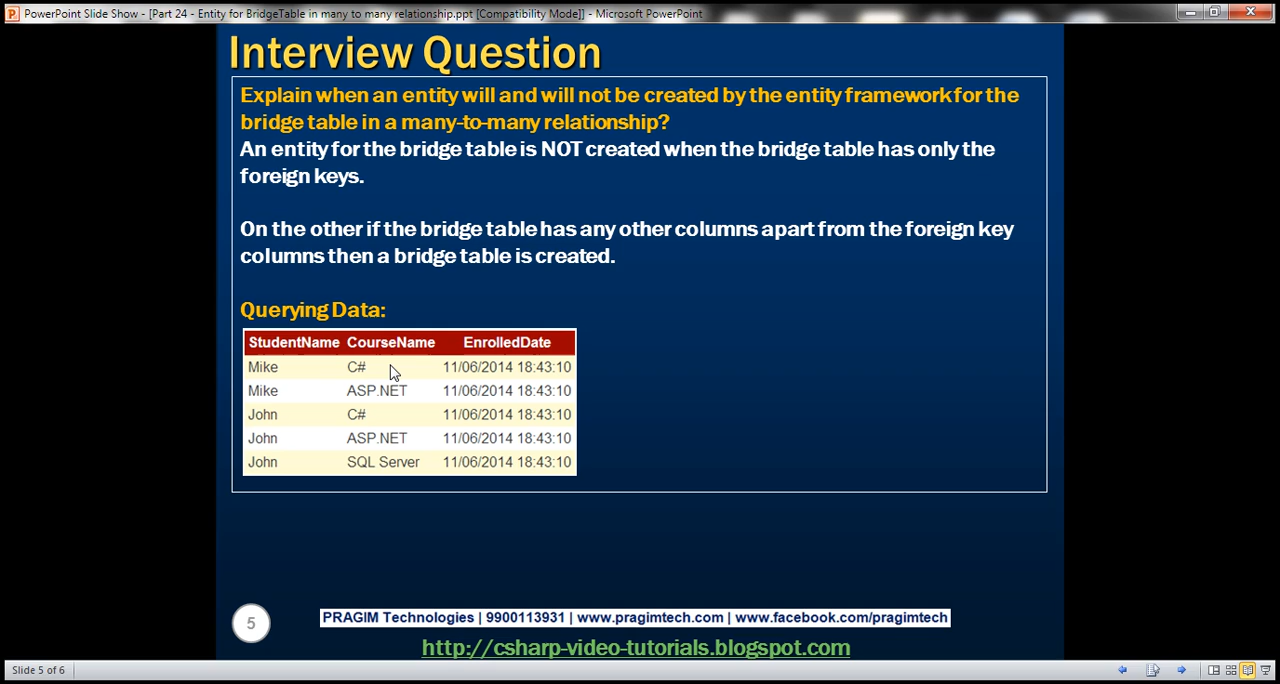 PowerPoint Slide Show - [Part 24 - Entity for BridgeTable in many to many relationship.ppt [Compatibility Mode]] - Microsoft PowerPoint
Interview Question
Explain when an entity will and will not be created by the entity framework for the
bridge table in a many-to-many relationship?
An entity for the bridge table is NOT created when the bridge table has only the
foreign keys.
On the other if the bridge table has any other columns apart from the foreign key
columns then a bridge table is created.
Querying Data:
StudentName CourseName EnrolledDate
Mike C# 11/06/2014 18:43:10
Mike ASP.NET 11/06/2014 18:43:10
John C# 11/06/2014 18:43:10
John ASP.NET 11/06/2014 18:43:10
John SQL Server 11/06/2014 18:43:10
5
PRAGIM Technologies | 9900113931 | www.pragimtech.com | www.facebook.com/pragimtech
http://csharp-video-tutorials.blogspot.com
Slide 5 of 6